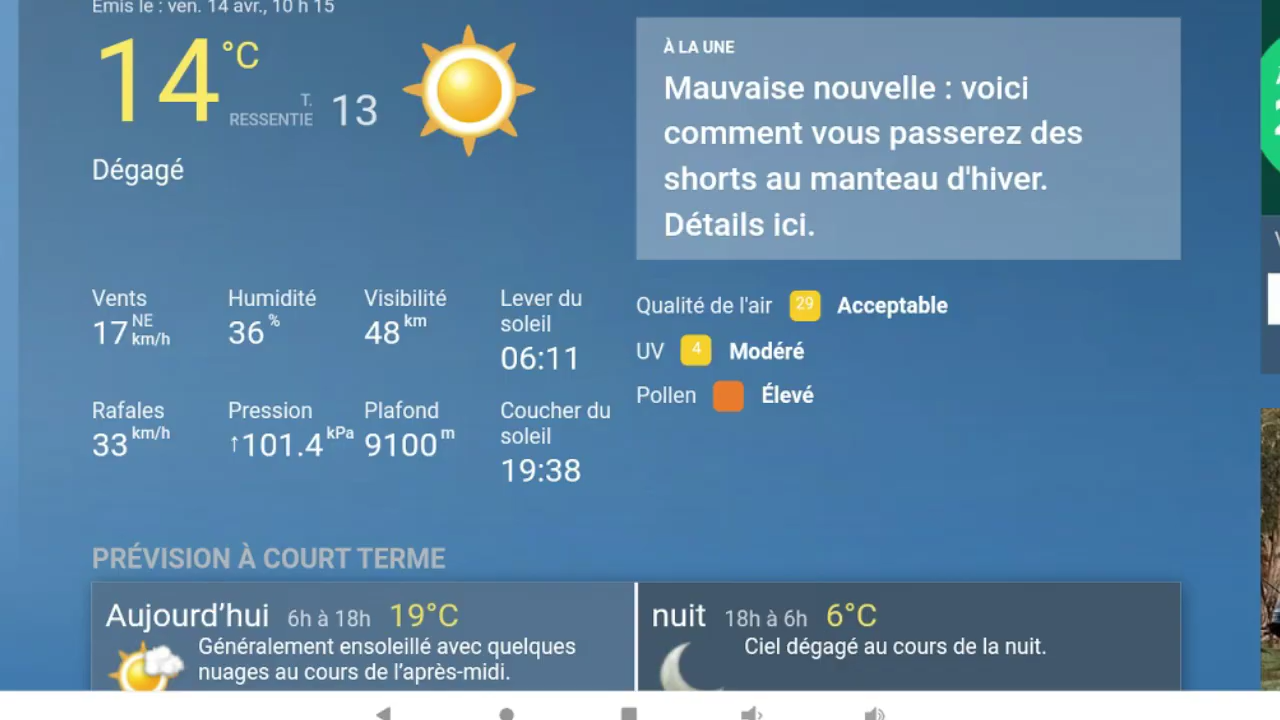 Émis le : ven. 14 avr., 10 h 15
14 °C
T. RESSENTIE 13
Dégagé
À LA UNE
Mauvaise nouvelle : voici
comment vous passerez des
shorts au manteau d'hiver.
Détails ici.
Vents
17 NE km/h
Humidité
36 %
Visibilité
48 km
Lever du
soleil
06:11
Rafales
33 km/h
Pression
↑101.4 kPa
Plafond
9100 m
Coucher du
soleil
19:38
Qualité de l'air 29 Acceptable
UV 4 Modéré
Pollen Élevé
PRÉVISION À COURT TERME
Aujourd’hui 6h à 18h 19°C
Généralement ensoleillé avec quelques
nuages au cours de l’après-midi.
nuit 18h à 6h 6°C
Ciel dégagé au cours de la nuit.